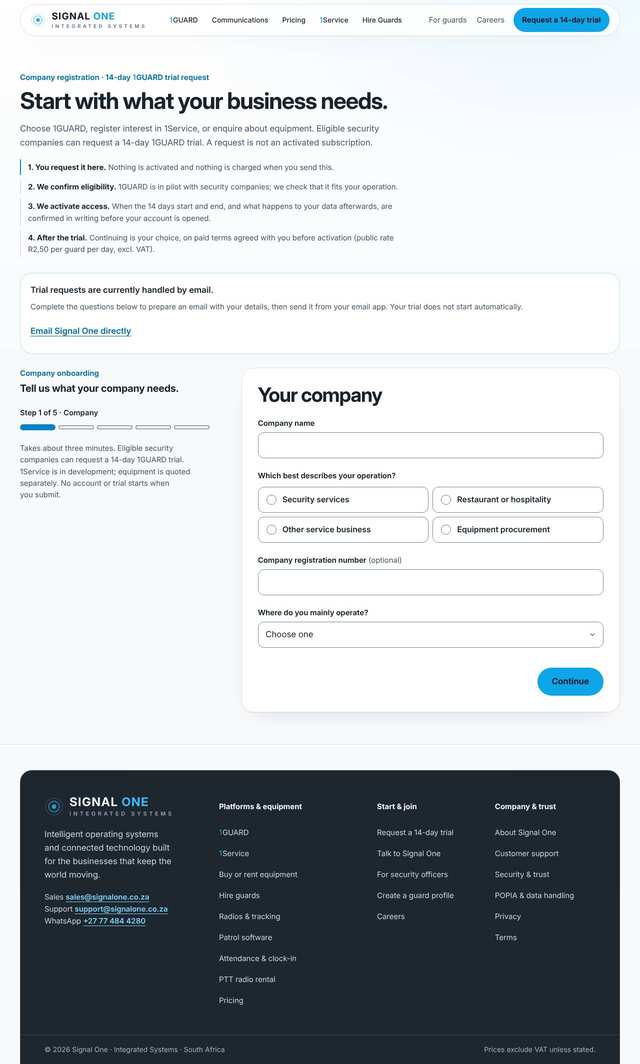 SIGNAL ONE
INTEGRATED SYSTEMS
1GUARD
Communications
Pricing
1Service
Hire Guards
For guards
Careers
Request a 14-day trial
Company registration · 14-day 1GUARD trial request
Start with what your business needs.
Choose 1GUARD, register interest in 1Service, or enquire about equipment. Eligible security
companies can request a 14-day 1GUARD trial. A request is not an activated subscription.
1. You request it here. Nothing is activated and nothing is charged when you send this.
2. We confirm eligibility. 1GUARD is in pilot with security companies; we check that it fits your operation.
3. We activate access. When the 14 days start and end, and what happens to your data afterwards, are
confirmed in writing before your account is opened.
4. After the trial. Continuing is your choice, on paid terms agreed with you before activation (public rate
R2,50 per guard per day, excl. VAT).
Trial requests are currently handled by email.
Complete the questions below to prepare an email with your details, then send it from your email app. Your trial does not start automatically.
Email Signal One directly
Company onboarding
Tell us what your company needs.
Step 1 of 5 · Company
Takes about three minutes. Eligible security
companies can request a 14-day 1GUARD trial.
1Service is in development; equipment is quoted
separately. No account or trial starts when
you submit.
Your company
Company name
Which best describes your operation?
Security services
Restaurant or hospitality
Other service business
Equipment procurement
Company registration number (optional)
Where do you mainly operate?
Choose one
Continue
SIGNAL ONE
INTEGRATED SYSTEMS
Intelligent operating systems
and connected technology built
for the businesses that keep the
world moving.
Sales sales@signalone.co.za
Support support@signalone.co.za
WhatsApp +27 77 484 4280
Platforms & equipment
1GUARD
1Service
Buy or rent equipment
Hire guards
Radios & tracking
Patrol software
Attendance & clock-in
PTT radio rental
Pricing
Start & join
Request a 14-day trial
Talk to Signal One
For security officers
Create a guard profile
Careers
Company & trust
About Signal One
Customer support
Security & trust
POPIA & data handling
Privacy
Terms
© 2026 Signal One · Integrated Systems · South Africa
Prices exclude VAT unless stated.